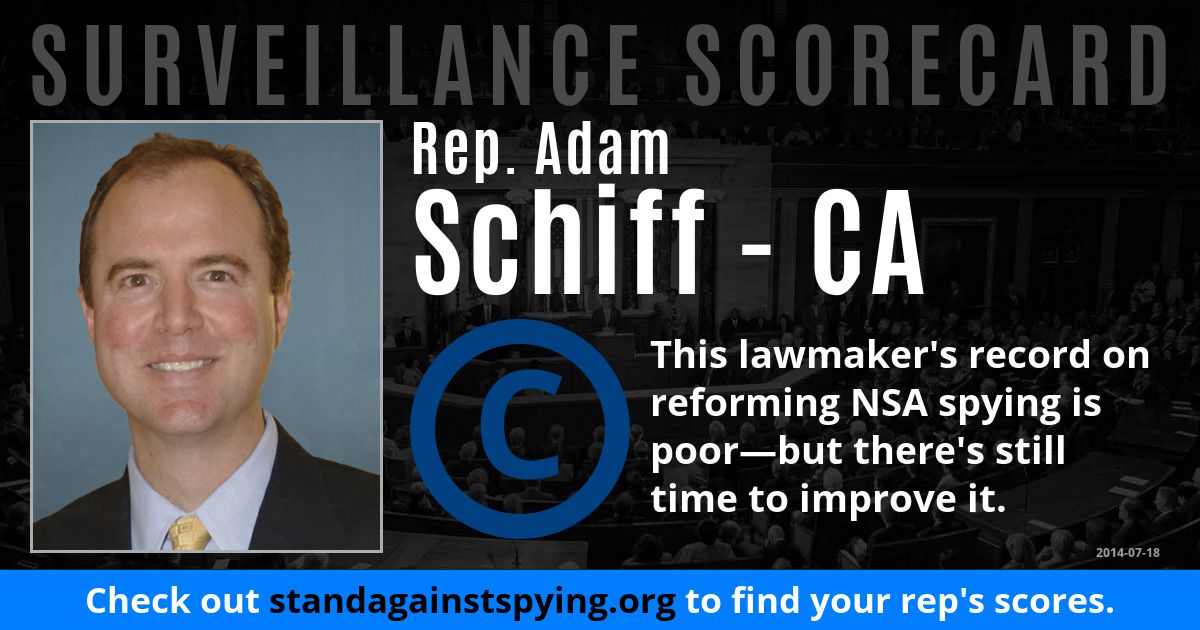 SURVEILLANCE SCORECARD
Rep. Adam
Schiff - CA
C
This lawmaker's record on
reforming NSA spying is
poor—but there's still
time to improve it.
2014-07-18
Check out standagainstspying.org to find your rep's scores.